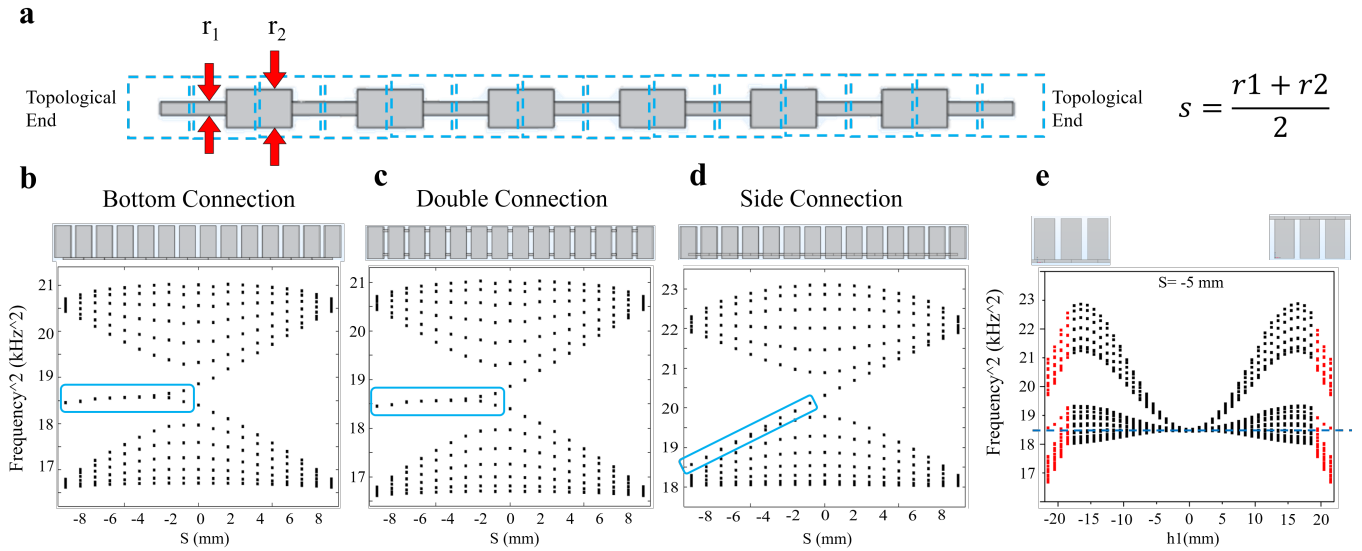 a
r1
r2
Topological
End
Topological
End
s = (r1 + r2) / 2
b
Bottom Connection
c
Double Connection
d
Side Connection
e
Frequency^2 (kHz^2)
21
20
19
18
17
-8 -6 -4 -2 0 2 4 6 8
S (mm)
21
20
19
18
17
-8 -6 -4 -2 0 2 4 6 8
S (mm)
23
22
21
20
19
18
-8 -6 -4 -2 0 2 4 6 8
S (mm)
S= -5 mm
Frequency^2 (kHz^2)
23
22
21
20
19
18
17
-20 -15 -10 -5 0 5 10 15 20
h1(mm)